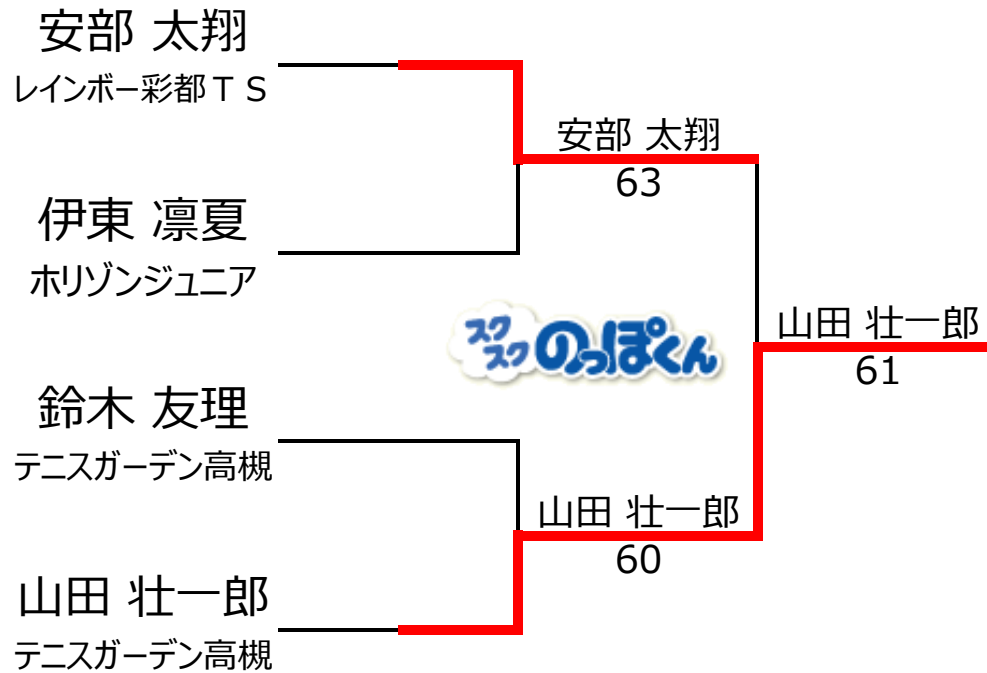 安部 太翔
レインボー彩都ＴＳ
安部 太翔
63
伊東 凛夏
ホリゾンジュニア
スクスクのっぽくん
山田 壮一郎
61
鈴木 友理
テニスガーデン高槻
山田 壮一郎
60
山田 壮一郎
テニスガーデン高槻